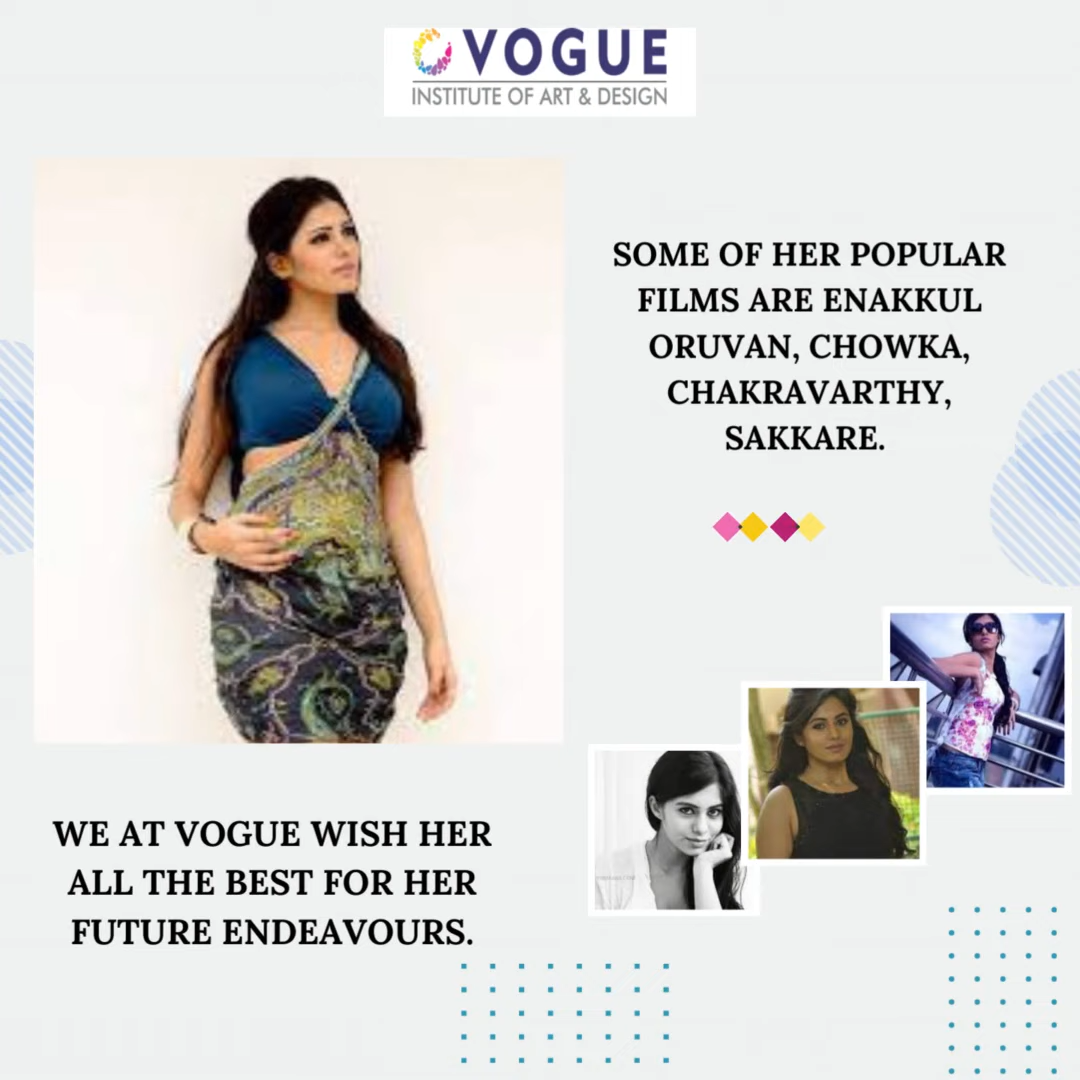 VOGUE
INSTITUTE OF ART & DESIGN
SOME OF HER POPULAR
FILMS ARE ENAKKUL
ORUVAN, CHOWKA,
CHAKRAVARTHY,
SAKKARE.
WE AT VOGUE WISH HER
ALL THE BEST FOR HER
FUTURE ENDEAVOURS.